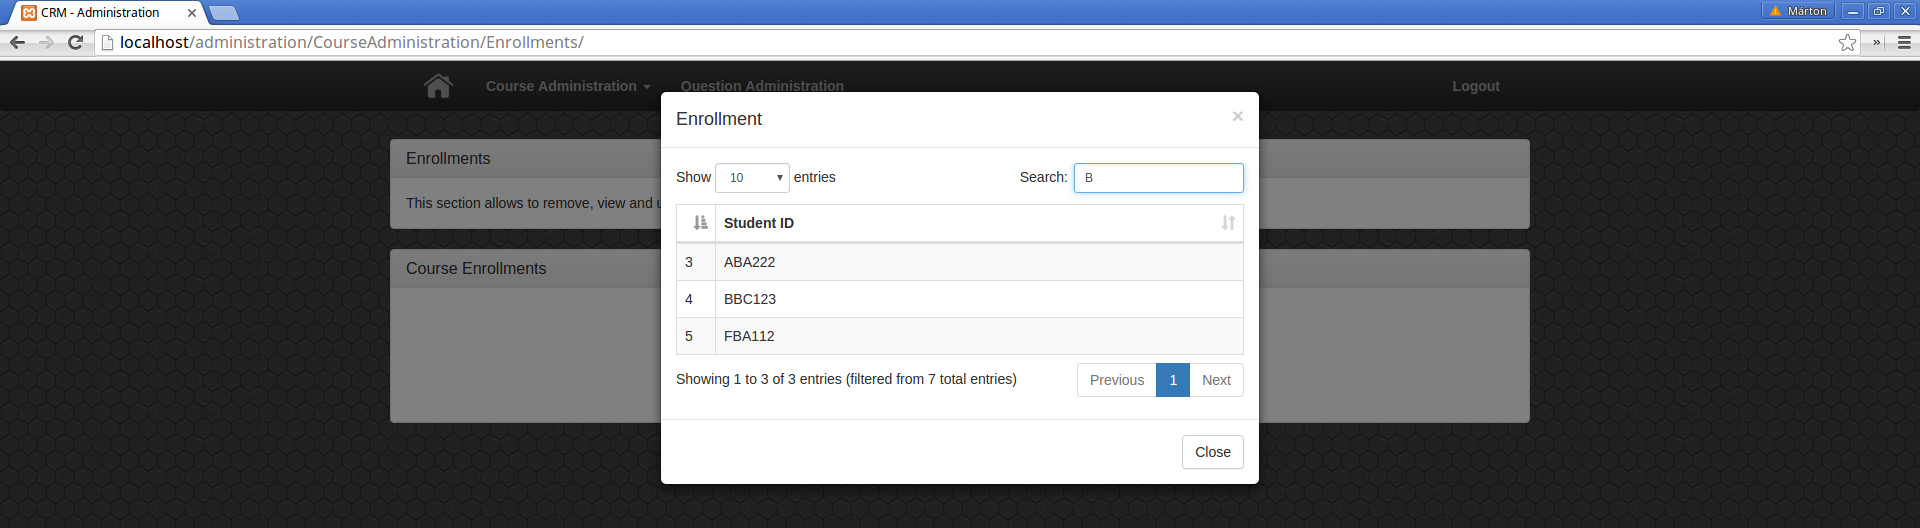 CRM - Administration
Márton
localhost/administration/CourseAdministration/Enrollments/
Course Administration Question Administration Logout
Enrollment
Enrollments
Show 10 entries Search: B
This section allows to remove, view and
Student ID
3 ABA222
Course Enrollments
4 BBC123
5 FBA112
Showing 1 to 3 of 3 entries (filtered from 7 total entries) Previous 1 Next
Close